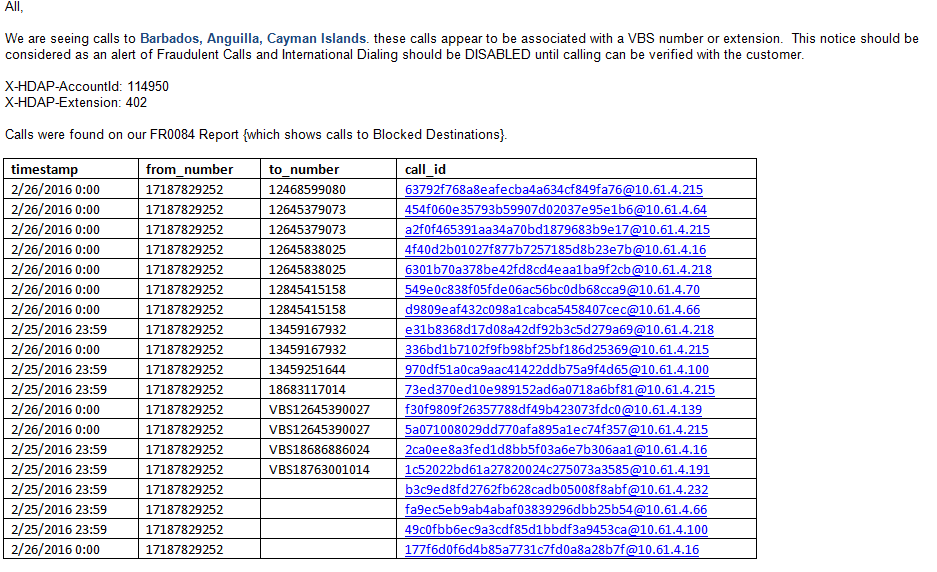 All,
We are seeing calls to Barbados, Anguilla, Cayman Islands. these calls appear to be associated with a VBS number or extension.  This notice should be
considered as an alert of Fraudulent Calls and International Dialing should be DISABLED until calling can be verified with the customer.
X-HDAP-AccountId: 114950
X-HDAP-Extension: 402
Calls were found on our FR0084 Report {which shows calls to Blocked Destinations}.
timestamp from_number to_number call_id
2/26/2016 0:00 17187829252 12468599080 63792f768a8eafecba4a634cf849fa76@10.61.4.215
2/26/2016 0:00 17187829252 12645379073 454f060e35793b59907d02037e95e1b6@10.61.4.64
2/26/2016 0:00 17187829252 12645379073 a2f0f465391aa34a70bd1879683b9e17@10.61.4.215
2/26/2016 0:00 17187829252 12645838025 4f40d2b01027f877b7257185d8b23e7b@10.61.4.16
2/26/2016 0:00 17187829252 12645838025 6301b70a378be42fd8cd4eaa1ba9f2cb@10.61.4.218
2/26/2016 0:00 17187829252 12845415158 549e0c838f05fde06ac56bc0db68cca9@10.61.4.70
2/26/2016 0:00 17187829252 12845415158 d9809eaf432c098a1cabca5458407cec@10.61.4.66
2/25/2016 23:59 17187829252 13459167932 e31b8368d17d08a42df92b3c5d279a69@10.61.4.218
2/26/2016 0:00 17187829252 13459167932 336bd1b7102f9fb98bf25bf186d25369@10.61.4.215
2/25/2016 23:59 17187829252 13459251644 970df51a0ca9aac41422ddb75a9f4d65@10.61.4.100
2/25/2016 23:59 17187829252 18683117014 73ed370ed10e989152ad6a0718a6bf81@10.61.4.215
2/26/2016 0:00 17187829252 VBS12645390027 f30f9809f26357788df49b423073fdc0@10.61.4.139
2/26/2016 0:00 17187829252 VBS12645390027 5a071008029dd770afa895a1ec74f357@10.61.4.215
2/25/2016 23:59 17187829252 VBS18686886024 2ca0ee8a3fed1d8bb5f03a6e7b306aa1@10.61.4.16
2/25/2016 23:59 17187829252 VBS18763001014 1c52022bd61a27820024c275073a3585@10.61.4.191
2/25/2016 23:59 17187829252 b3c9ed8fd2762fb628cadb05008f8abf@10.61.4.232
2/25/2016 23:59 17187829252 fa9ec5eb9ab4abaf03839296dbb25b54@10.61.4.66
2/25/2016 23:59 17187829252 49c0fbb6ec9a3cdf85d1bbdf3a9453ca@10.61.4.100
2/26/2016 0:00 17187829252 177f6d0f6d4b85a7731c7fd0a8a28b7f@10.61.4.16